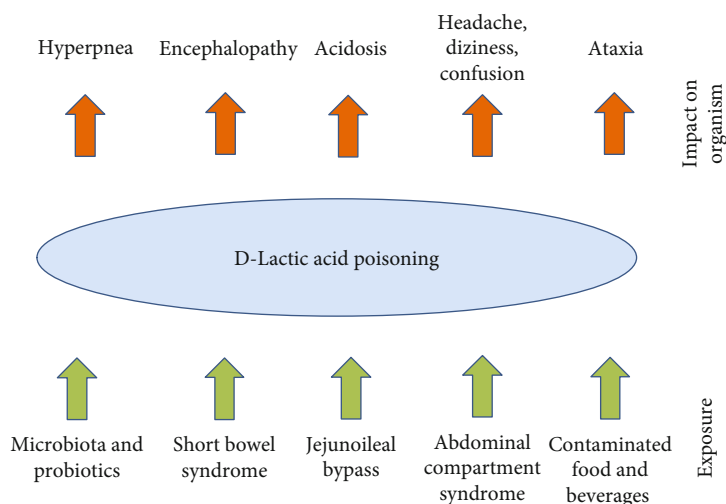 Hyperpnea
Encephalopathy
Acidosis
Headache,
diziness,
confusion
Ataxia
Impact on
organism
D-Lactic acid poisoning
Microbiota and
probiotics
Short bowel
syndrome
Jejunoileal
bypass
Abdominal
compartment
syndrome
Contaminated
food and
beverages
Exposure